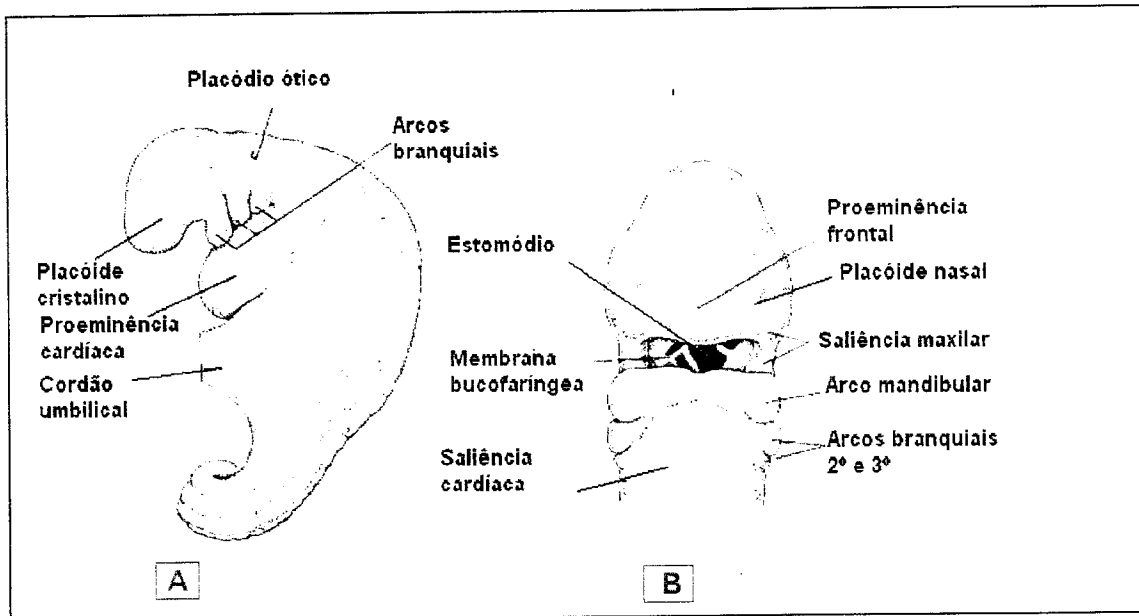 Placódio ótico
Arcos
branquiais
Placóide
cristalino
Proeminência
cardíaca
Cordão
umbilical
A
Estomódio
Membrana
bucofaríngea
Saliência
cardíaca
Proeminência
frontal
Placóide nasal
Saliência maxilar
Arco mandibular
Arcos branquiais
2º e 3º
B